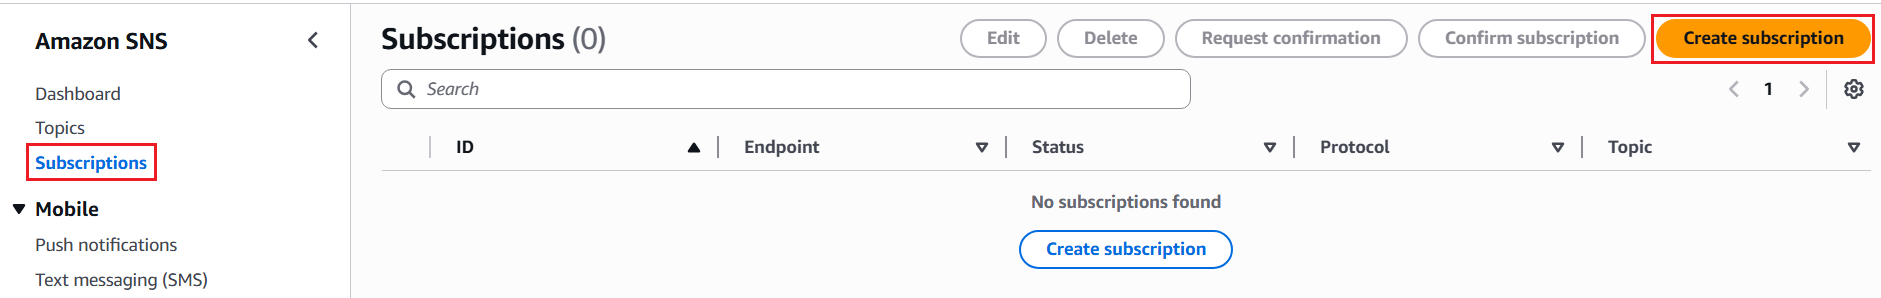 Amazon SNS
Dashboard
Topics
Subscriptions
Mobile
Push notifications
Text messaging (SMS)
Subscriptions (0)
Edit Delete Request confirmation Confirm subscription Create subscription
Search
1
ID Endpoint Status Protocol Topic
No subscriptions found
Create subscription